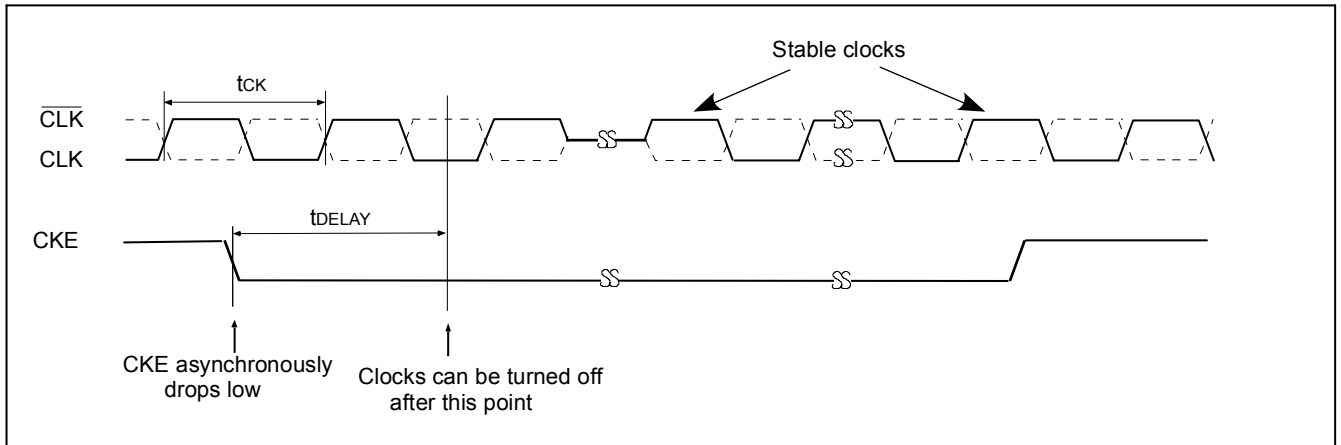 Stable clocks
tCK
CLK
CLK
tDELAY
CKE
CKE asynchronously
drops low
Clocks can be turned off
after this point